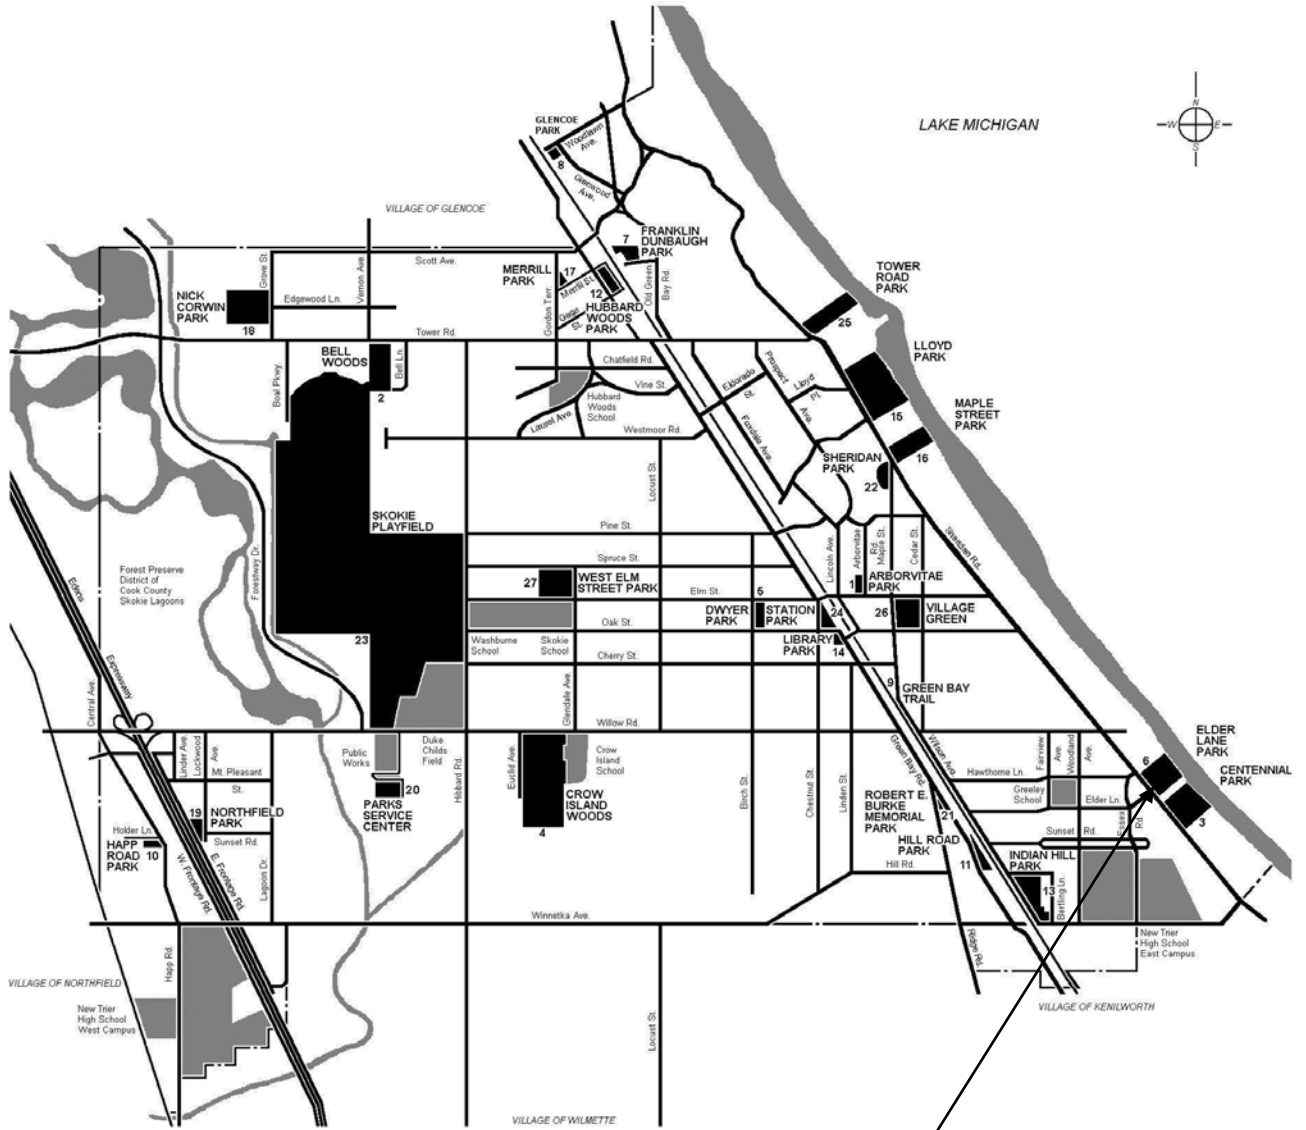 LAKE MICHIGAN
N
W
E
S
GLENCOE
PARK
8
Woodlawn
Ave.
Glenwood
Ave.
VILLAGE OF GLENCOE
7
FRANKLIN
DUNBAUGH
PARK
Grove St.
Vernon Ave.
Scott Ave.
MERRILL
PARK
17
Merrill St.
12
Old Green
Bay Rd.
HUBBARD
WOODS
PARK
Gage
St.
Gordon Terr.
NICK
CORWIN
PARK
18
Edgewood Ln.
Tower Rd.
TOWER
ROAD
PARK
25
BELL
WOODS
2
Bell Ln.
Boal Pkwy.
Chatfield Rd.
Vine St.
Hubbard
Woods
School
Laurel Ave.
Westmoor Rd.
Eldorado
St.
Prospect
Ave.
Lloyd
Pl.
Foxdale Ave.
LLOYD
PARK
15
MAPLE
STREET
PARK
16
SHERIDAN
PARK
22
Locust St.
SKOKIE
PLAYFIELD
23
Pine St.
Spruce St.
Lincoln Ave.
Arborvitae
Rd.
Maple St.
Cedar St.
Sheridan Rd.
Forest Preserve
District of
Cook County
Skokie Lagoons
Forestway Dr.
Edens
Expressway
27
WEST ELM
STREET PARK
Elm St.
5
1
ARBORVITAE
PARK
DWYER
PARK
STATION
PARK
24
26
VILLAGE
GREEN
Oak St.
Washburne
School
Skokie
School
LIBRARY
PARK
14
Cherry St.
9
GREEN BAY
TRAIL
Glendale Ave.
Central Ave.
Willow Rd.
Linder Ave.
Lockwood
Ave.
Mt. Pleasant
St.
Public
Works
Duke
Childs
Field
Hibbard Rd.
Euclid Ave.
Crow
Island
School
CROW
ISLAND
WOODS
4
20
PARKS
SERVICE
CENTER
Birch St.
Chestnut St.
Linden St.
Green Bay Rd.
Wilson Ave.
Hawthorne Ln.
Fairview
Ave.
Woodland
Ave.
Greeley
School
Elder Ln.
Essex
Rd.
ELDER
LANE
PARK
6
CENTENNIAL
PARK
3
19
NORTHFIELD
PARK
Sunset Rd.
Holder Ln.
HAPP
ROAD
PARK
10
W. Frontage Rd.
E. Frontage Rd.
Lagoon Dr.
ROBERT E.
BURKE
MEMORIAL
PARK
21
HILL ROAD
PARK
11
Hill Rd.
Sunset Rd.
INDIAN HILL
PARK
13
Bertling Ln.
Winnetka Ave.
New Trier
High School
East Campus
Ridge Rd.
Happ Rd.
VILLAGE OF NORTHFIELD
New Trier
High School
West Campus
Locust St.
VILLAGE OF KENILWORTH
VILLAGE OF WILMETTE